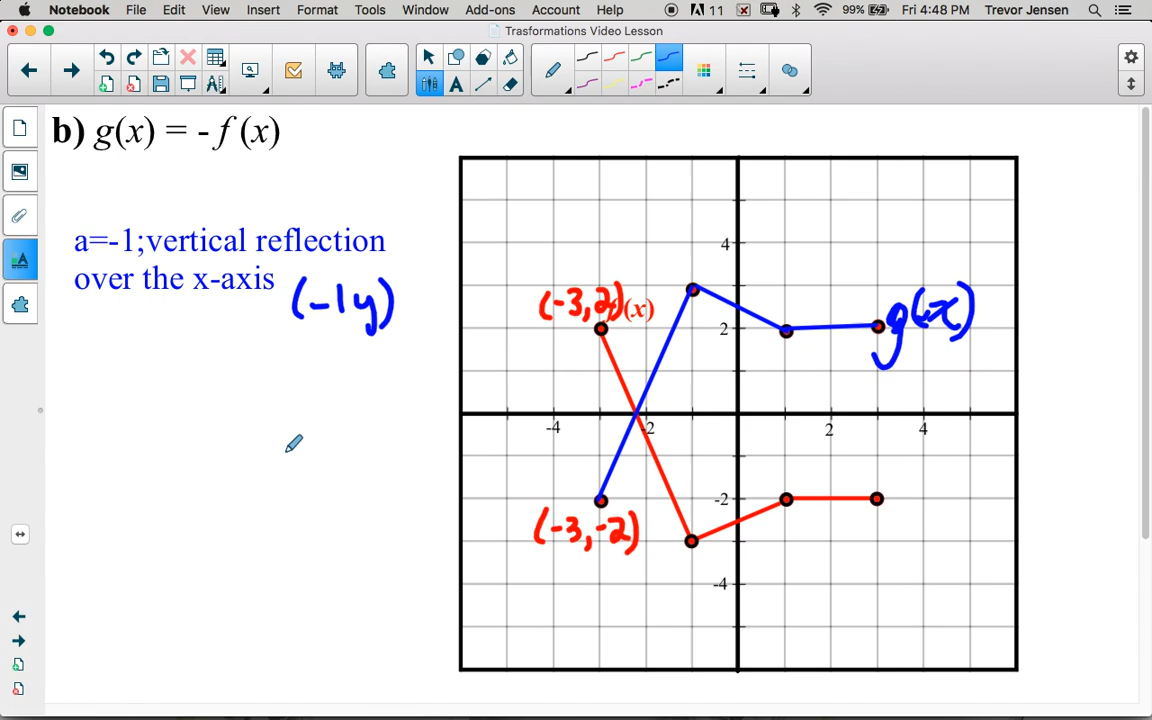 Notebook File Edit View Insert Format Tools Window Add-ons Account Help 11 99% Fri 4:48 PM Trevor Jensen
Trasformations Video Lesson
b) g(x) = - f (x)
a=-1;vertical reflection
over the x-axis (-1y)
4
(-3,2) (x)
g(x)
2
-4 -2 2 4
-2
(-3,-2)
-4